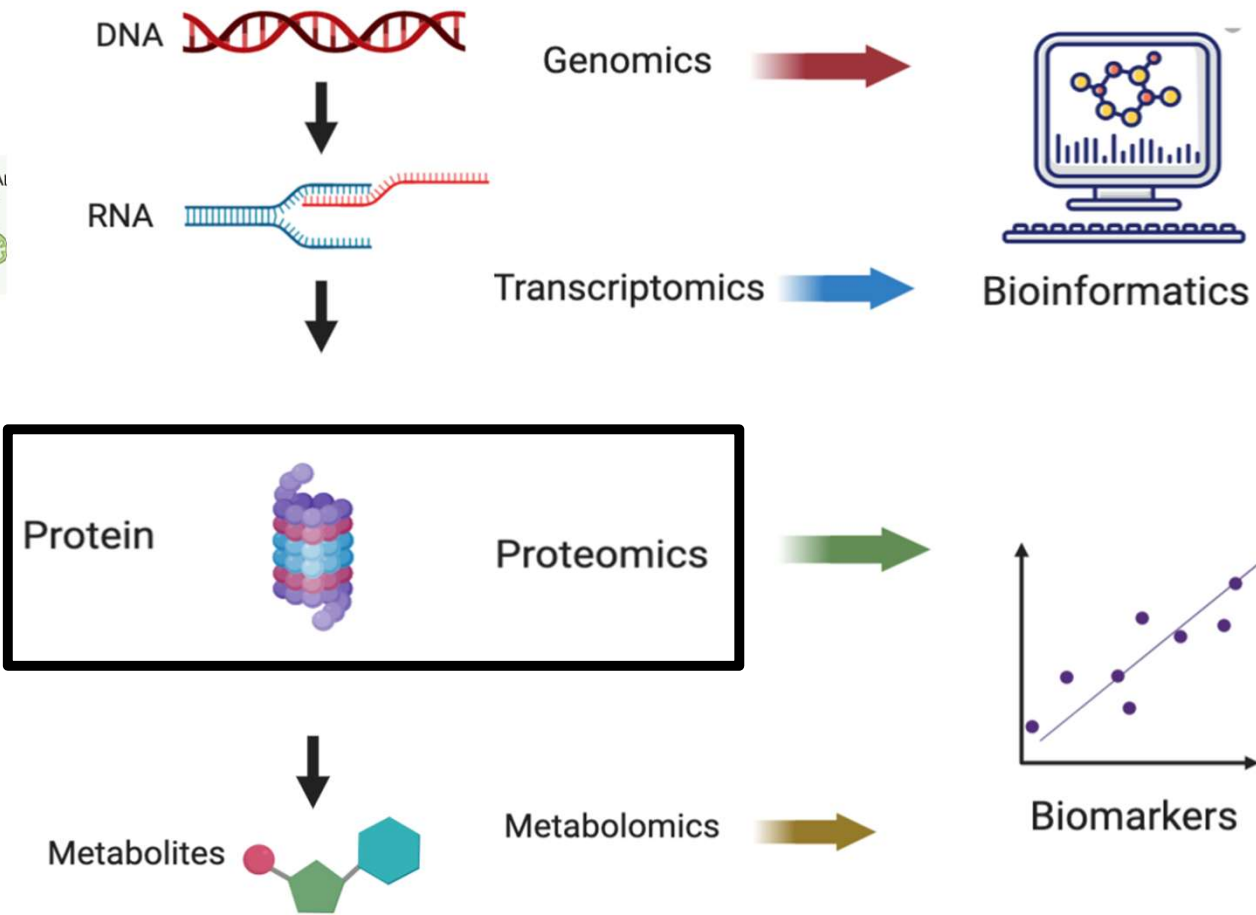 DNA
Genomics
RNA
Transcriptomics
Bioinformatics
Protein
Proteomics
Biomarkers
Metabolites
Metabolomics